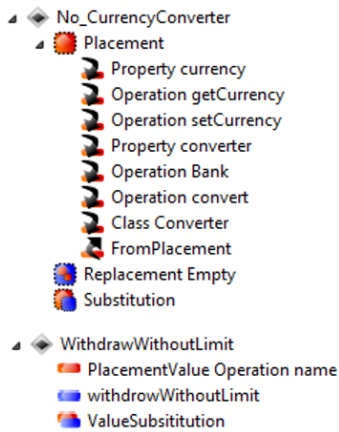 No_CurrencyConverter
Placement
Property currency
Operation getCurrency
Operation setCurrency
Property converter
Operation Bank
Operation convert
Class Converter
FromPlacement
Replacement Empty
Substitution
WithdrawWithoutLimit
PlacementValue Operation name
withdrowWithoutLimit
ValueSubsititution